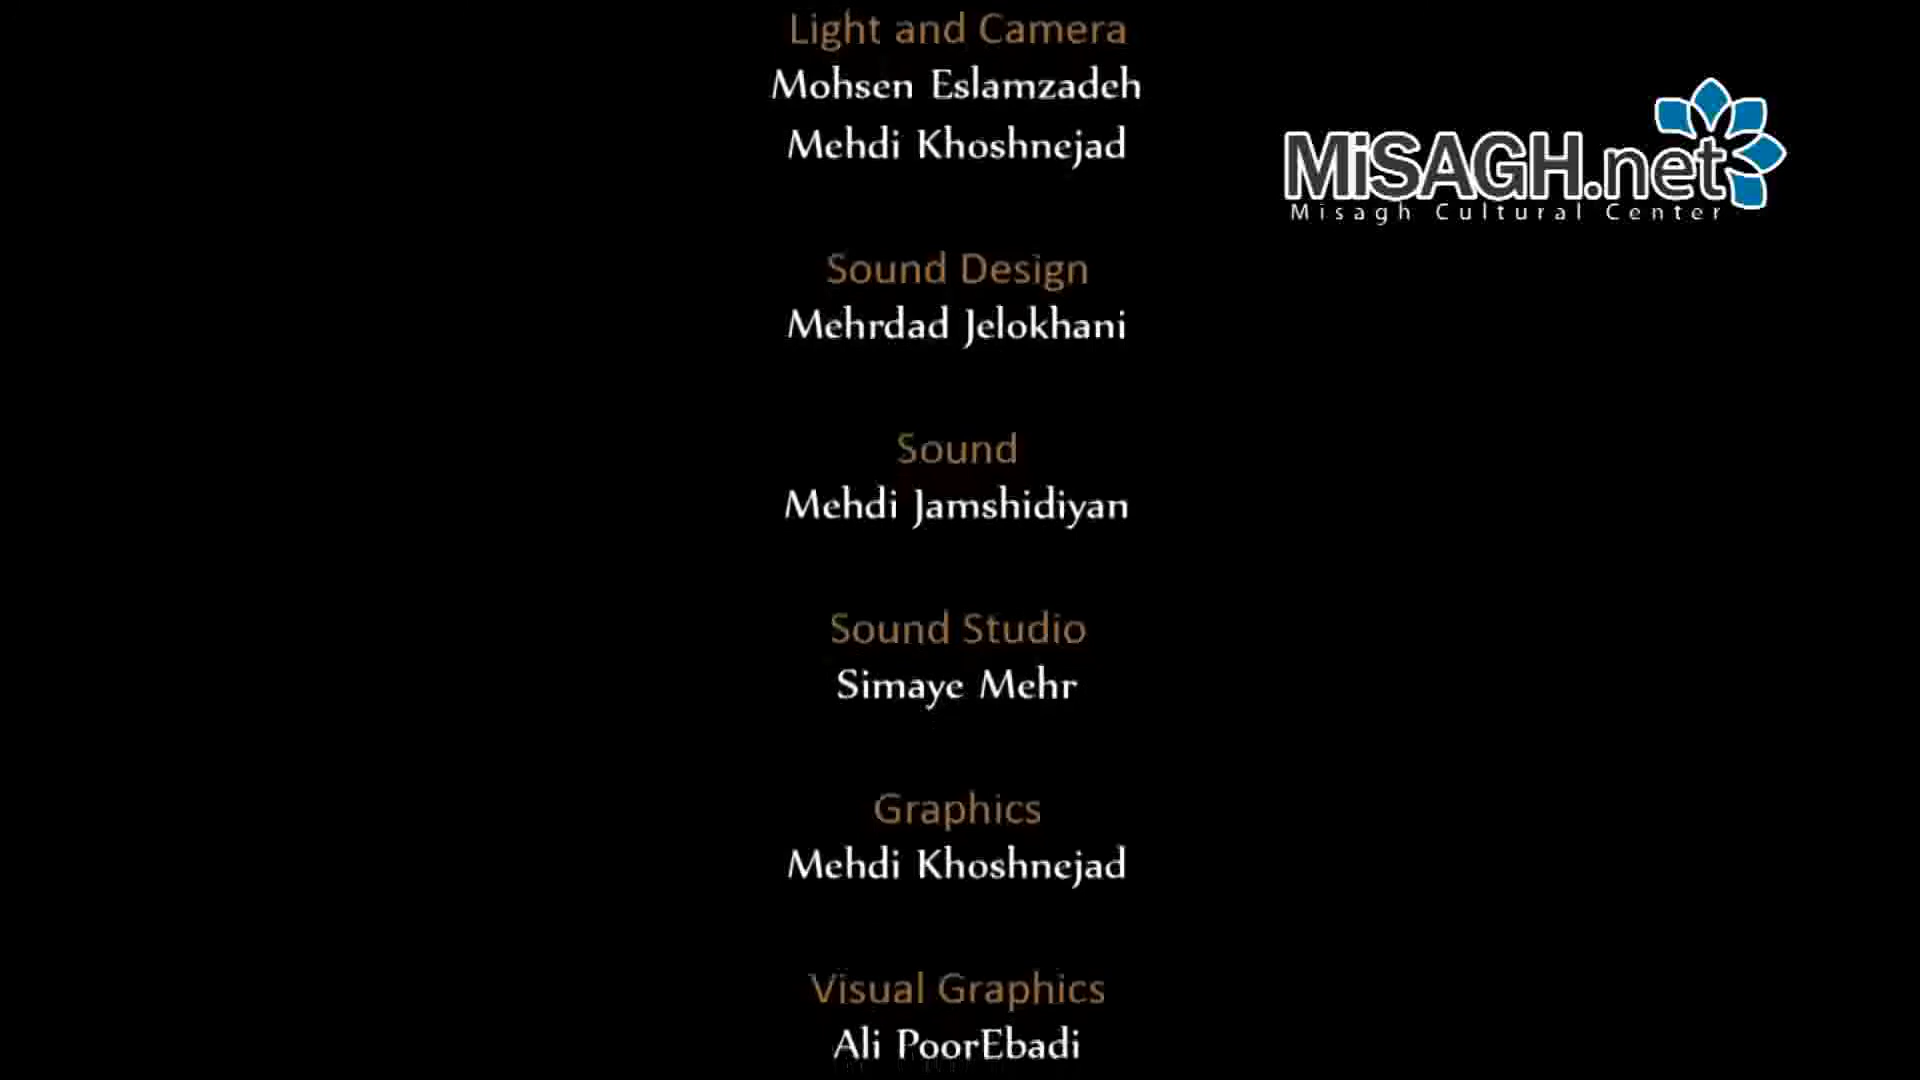 Light and Camera
Mohsen Eslamzadeh
Mehdi Khoshnejad
MiSAGH.net
Misagh Cultural Center
Sound Design
Mehrdad Jelokhani
Sound
Mehdi Jamshidiyan
Sound Studio
Simaye Mehr
Graphics
Mehdi Khoshnejad
Visual Graphics
Ali PoorEbadi